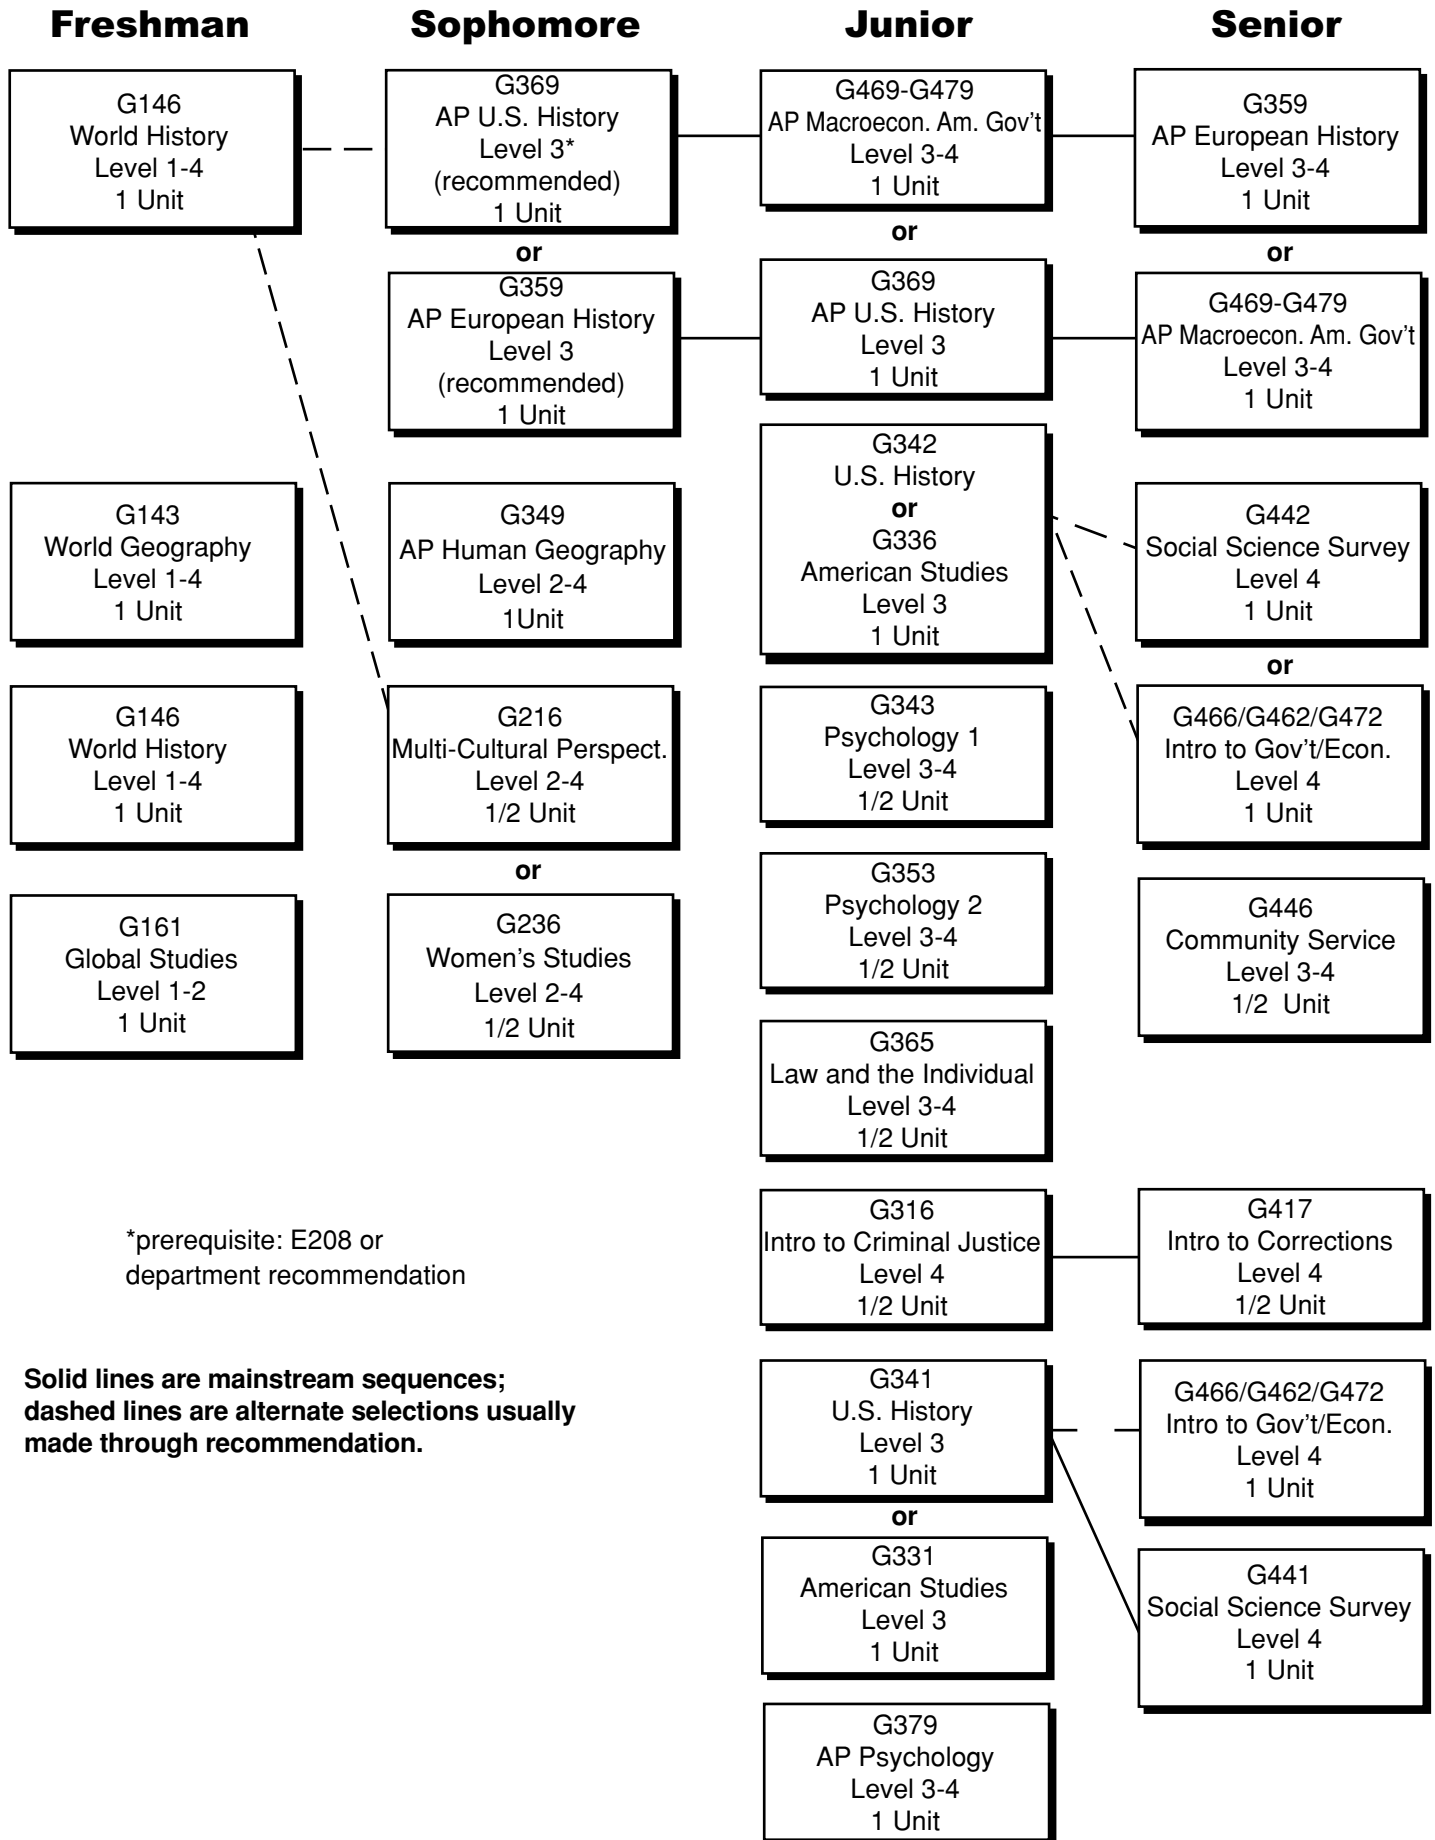 Freshman
Sophomore
Junior
Senior
G146
World History
Level 1-4
1 Unit
G143
World Geography
Level 1-4
1 Unit
G146
World History
Level 1-4
1 Unit
G161
Global Studies
Level 1-2
1 Unit
*prerequisite: E208 or
department recommendation
Solid lines are mainstream sequences;
dashed lines are alternate selections usually
made through recommendation.
G369
AP U.S. History
Level 3*
(recommended)
1 Unit
or
G359
AP European History
Level 3
(recommended)
1 Unit
G349
AP Human Geography
Level 2-4
1Unit
G216
Multi-Cultural Perspect.
Level 2-4
1/2 Unit
or
G236
Women’s Studies
Level 2-4
1/2 Unit
G469-G479
AP Macroecon. Am. Gov’t
Level 3-4
1 Unit
or
G369
AP U.S. History
Level 3
1 Unit
G342
U.S. History
or
G336
American Studies
Level 3
1 Unit
G343
Psychology 1
Level 3-4
1/2 Unit
G353
Psychology 2
Level 3-4
1/2 Unit
G365
Law and the Individual
Level 3-4
1/2 Unit
G316
Intro to Criminal Justice
Level 4
1/2 Unit
G341
U.S. History
Level 3
1 Unit
or
G331
American Studies
Level 3
1 Unit
G379
AP Psychology
Level 3-4
1 Unit
G359
AP European History
Level 3-4
1 Unit
or
G469-G479
AP Macroecon. Am. Gov’t
Level 3-4
1 Unit
G442
Social Science Survey
Level 4
1 Unit
or
G466/G462/G472
Intro to Gov’t/Econ.
Level 4
1 Unit
G446
Community Service
Level 3-4
1/2 Unit
G417
Intro to Corrections
Level 4
1/2 Unit
G466/G462/G472
Intro to Gov’t/Econ.
Level 4
1 Unit
G441
Social Science Survey
Level 4
1 Unit